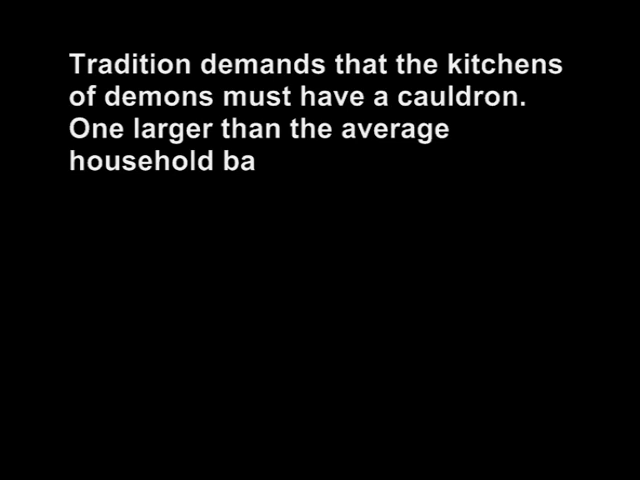 Tradition demands that the kitchens
of demons must have a cauldron.
One larger than the average
household ba